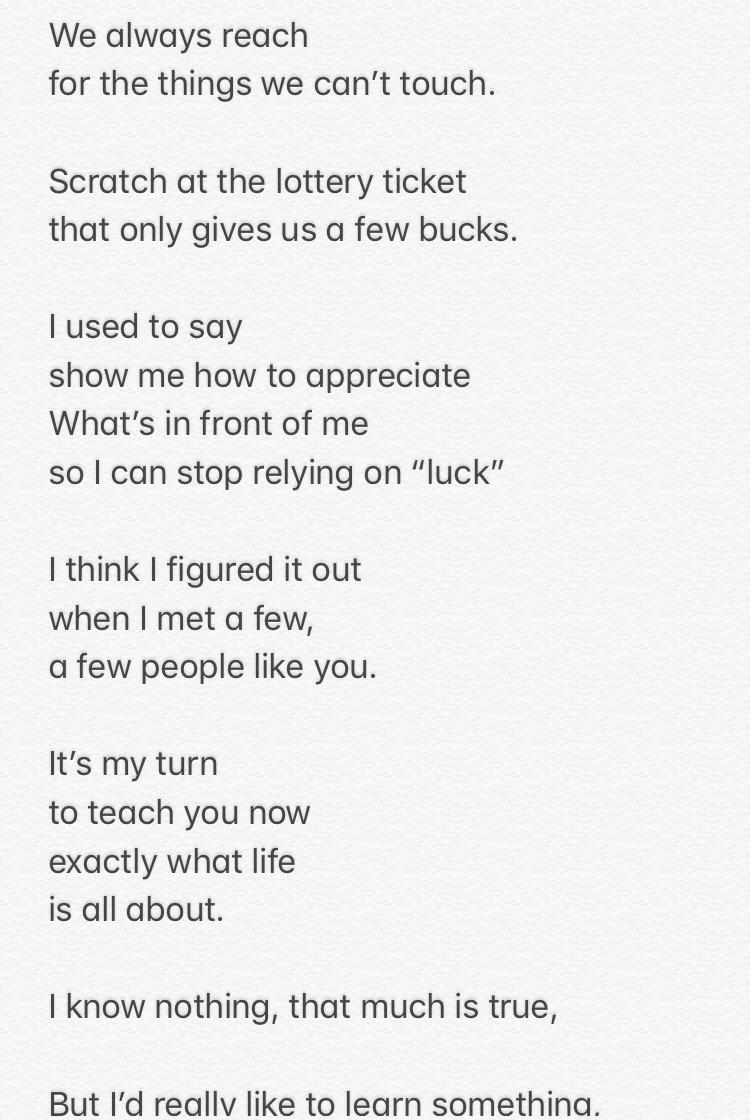 We always reach
for the things we can’t touch.
Scratch at the lottery ticket
that only gives us a few bucks.
I used to say
show me how to appreciate
What’s in front of me
so I can stop relying on “luck”
I think I figured it out
when I met a few,
a few people like you.
It’s my turn
to teach you now
exactly what life
is all about.
I know nothing, that much is true,
But I’d really like to learn something.